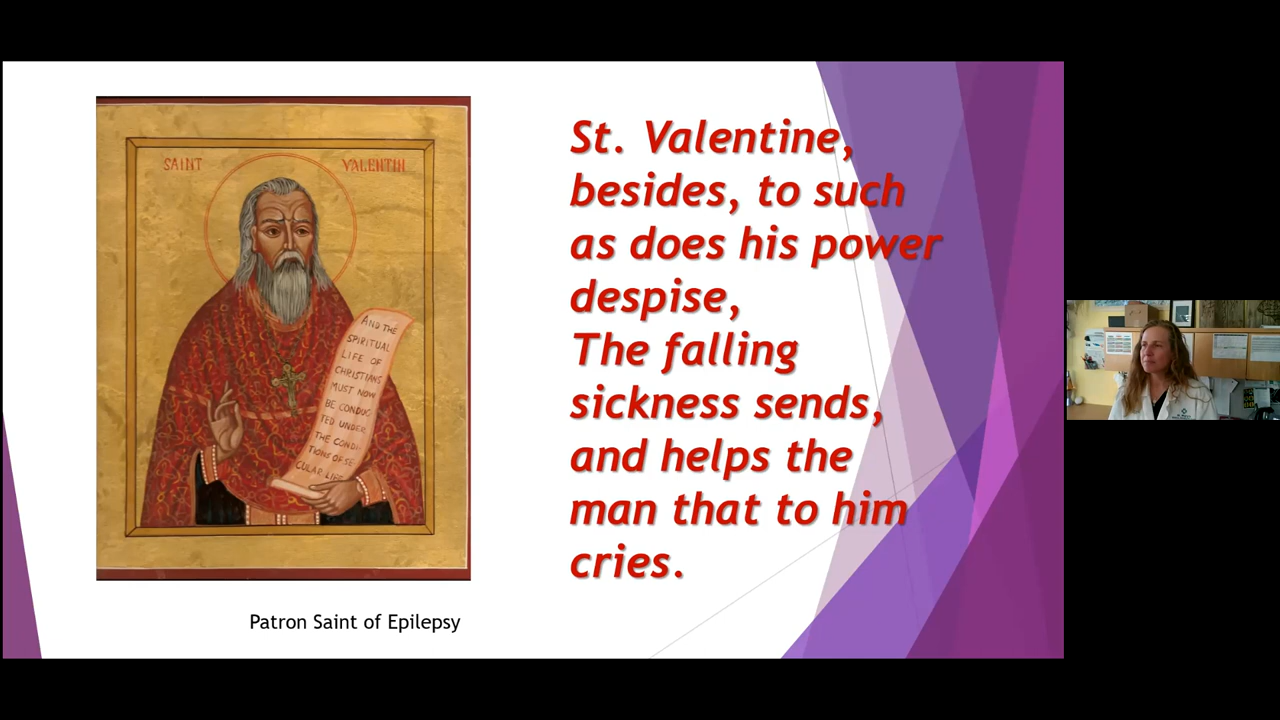 SAINT VALENTIN
AND THE
SPIRITUAL
LIFE OF
CHRISTIANS
MUST NOW
BE CONDUC
TED UNDER
THE CONDI-
TIONS OF SE
CULAR LIFE
Patron Saint of Epilepsy
St. Valentine,
besides, to such
as does his power
despise,
The falling
sickness sends,
and helps the
man that to him
cries.